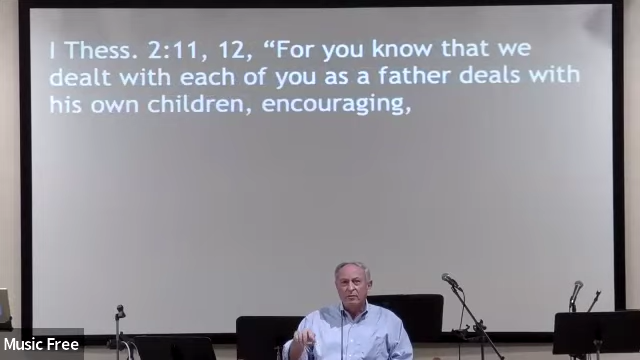 I Thess. 2:11, 12, “For you know that we
dealt with each of you as a father deals with
his own children, encouraging,
Music Free